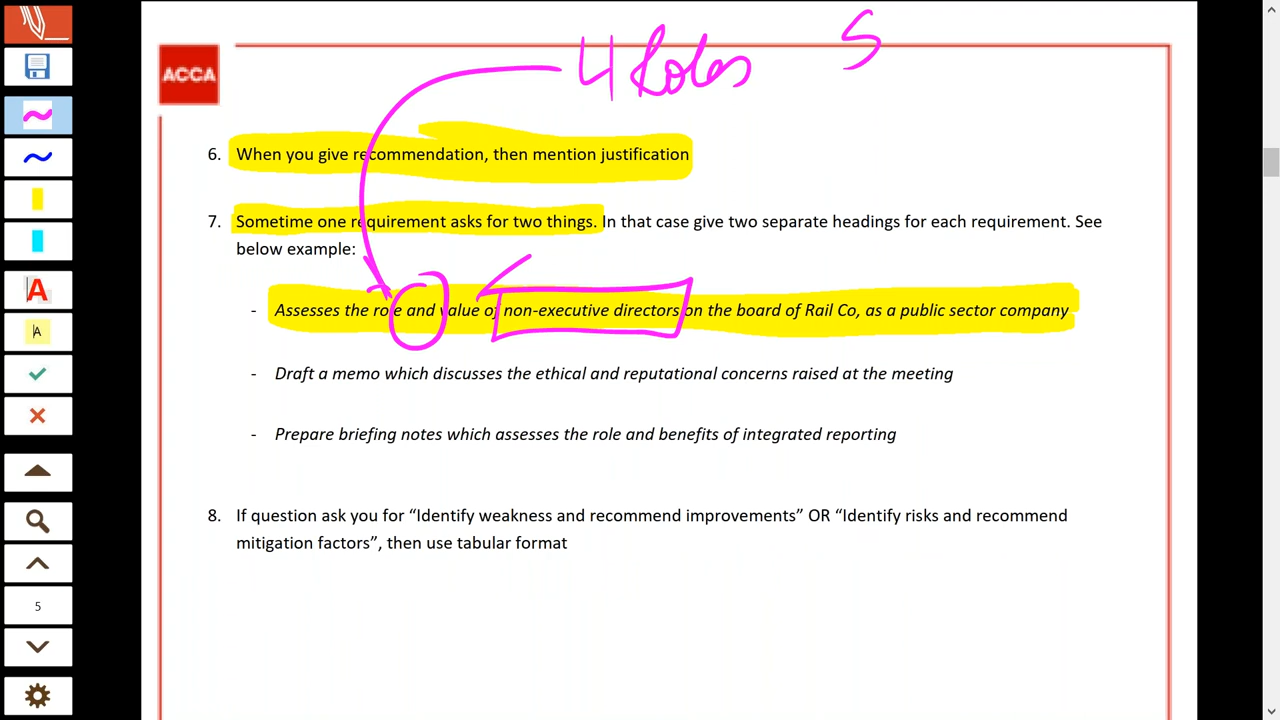 4 Roles S
ACCA
6. When you give recommendation, then mention justification
7. Sometime one requirement asks for two things. In that case give two separate headings for each requirement. See
below example:
- Assesses the role and value of non-executive directors on the board of Rail Co, as a public sector company
- Draft a memo which discusses the ethical and reputational concerns raised at the meeting
- Prepare briefing notes which assesses the role and benefits of integrated reporting
8. If question ask you for “Identify weakness and recommend improvements” OR “Identify risks and recommend
mitigation factors”, then use tabular format
A
A
5